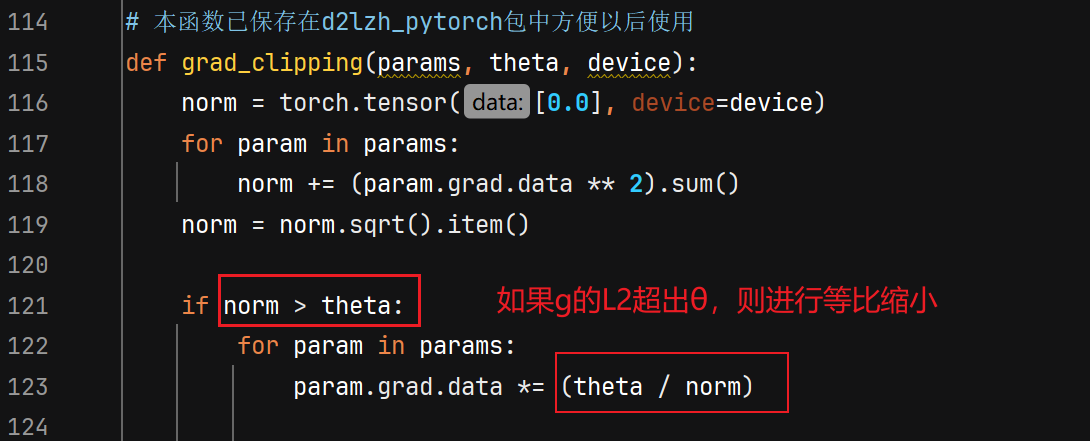 114 # 本函数已保存在d2lzh_pytorch包中方便以后使用
115 def grad_clipping(params, theta, device):
116 norm = torch.tensor( data: [0.0], device=device)
117 for param in params:
118 norm += (param.grad.data ** 2).sum()
119 norm = norm.sqrt().item()
120
121 if norm > theta: 如果g的L2超出θ，则进行等比缩小
122 for param in params:
123 param.grad.data *= (theta / norm)
124